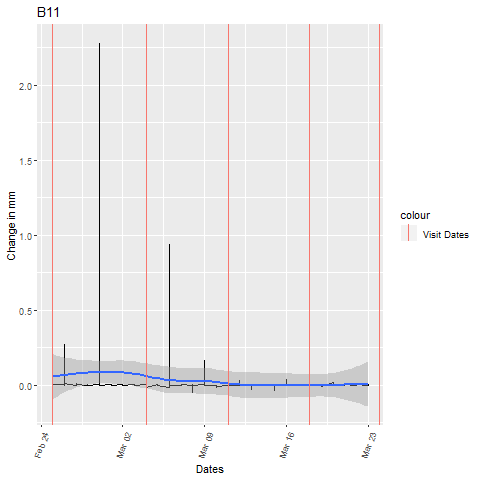 B11
Change in mm
2.0
1.5
1.0
0.5
0.0
Feb 24
Mar 02
Mar 09
Mar 16
Mar 23
Dates
colour
Visit Dates